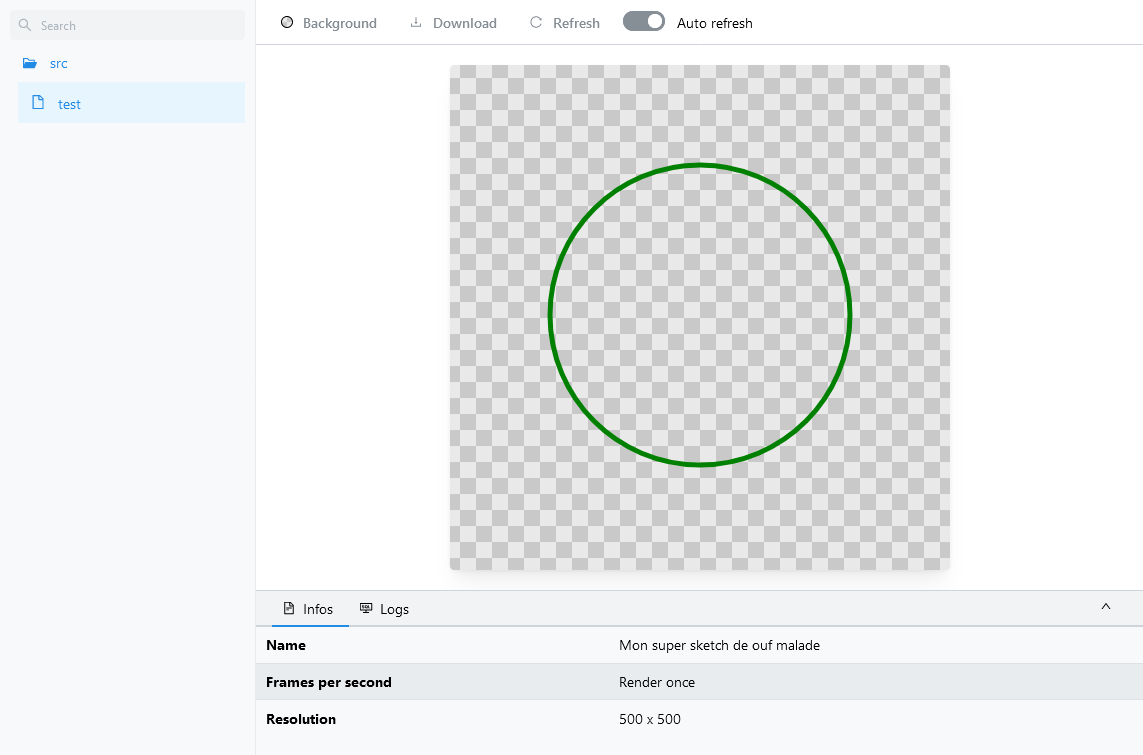 Search
src
test
Background Download Refresh Auto refresh
Infos Logs
Name Mon super sketch de ouf malade
Frames per second Render once
Resolution 500 x 500